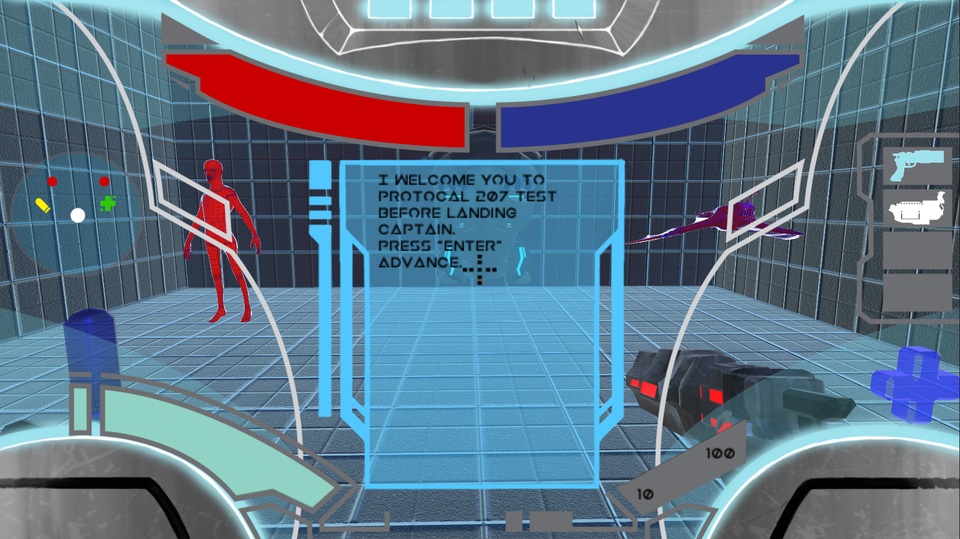 I WELCOME YOU TO
PROTOCAL 207 TEST
BEFORE LANDING
CAPTAIN.
PRESS "ENTER"
ADVANCE.
100
10